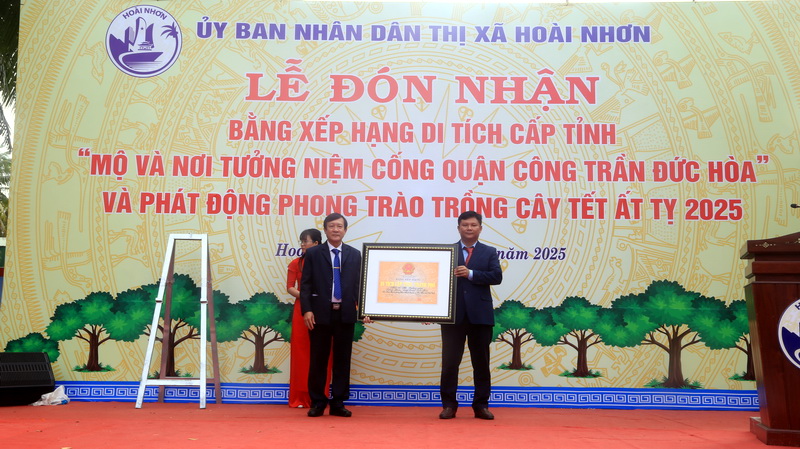 HOÀI NHƠN
ỦY BAN NHÂN DÂN THỊ XÃ HOÀI NHƠN
LỄ ĐÓN NHẬN
BẰNG XẾP HẠNG DI TÍCH CẤP TỈNH
“MỘ VÀ NƠI TƯỞNG NIỆM CỐNG QUẬN CÔNG TRẦN ĐỨC HÒA”
VÀ PHÁT ĐỘNG PHONG TRÀO TRỒNG CÂY TẾT ẤT TỴ 2025
Hoà
năm 2025